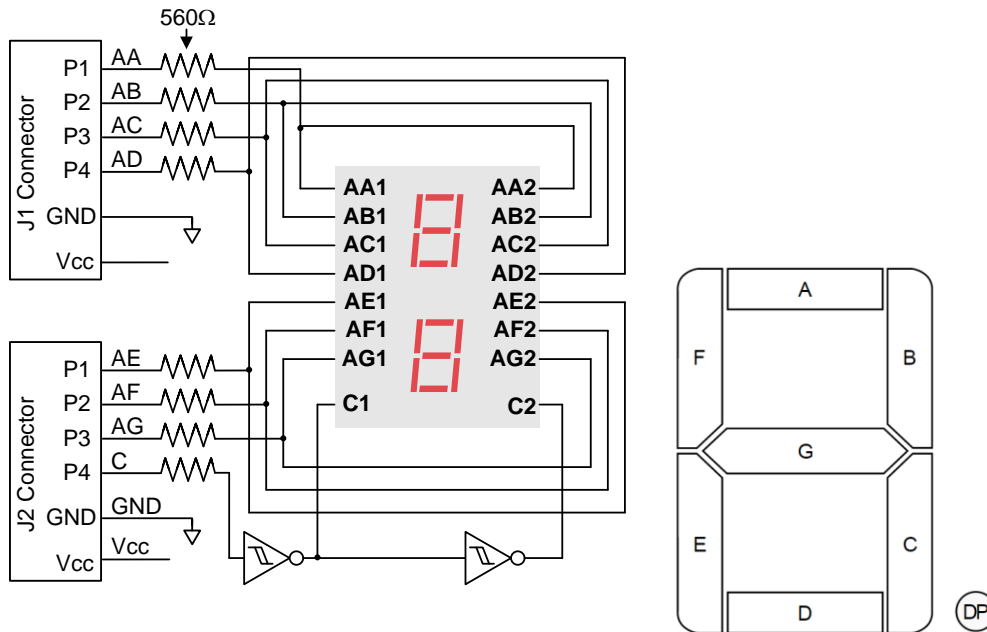 560Ω
J1 Connector
P1 AA
P2 AB
P3 AC
P4 AD
GND
Vcc
AA1 AA2
AB1 AB2
AC1 AC2
AD1 AD2
AE1 AE2
AF1 AF2
AG1 AG2
C1 C2
J2 Connector
P1 AE
P2 AF
P3 AG
P4 C
GND GND
Vcc Vcc
A
F B
G
E C
D
DP